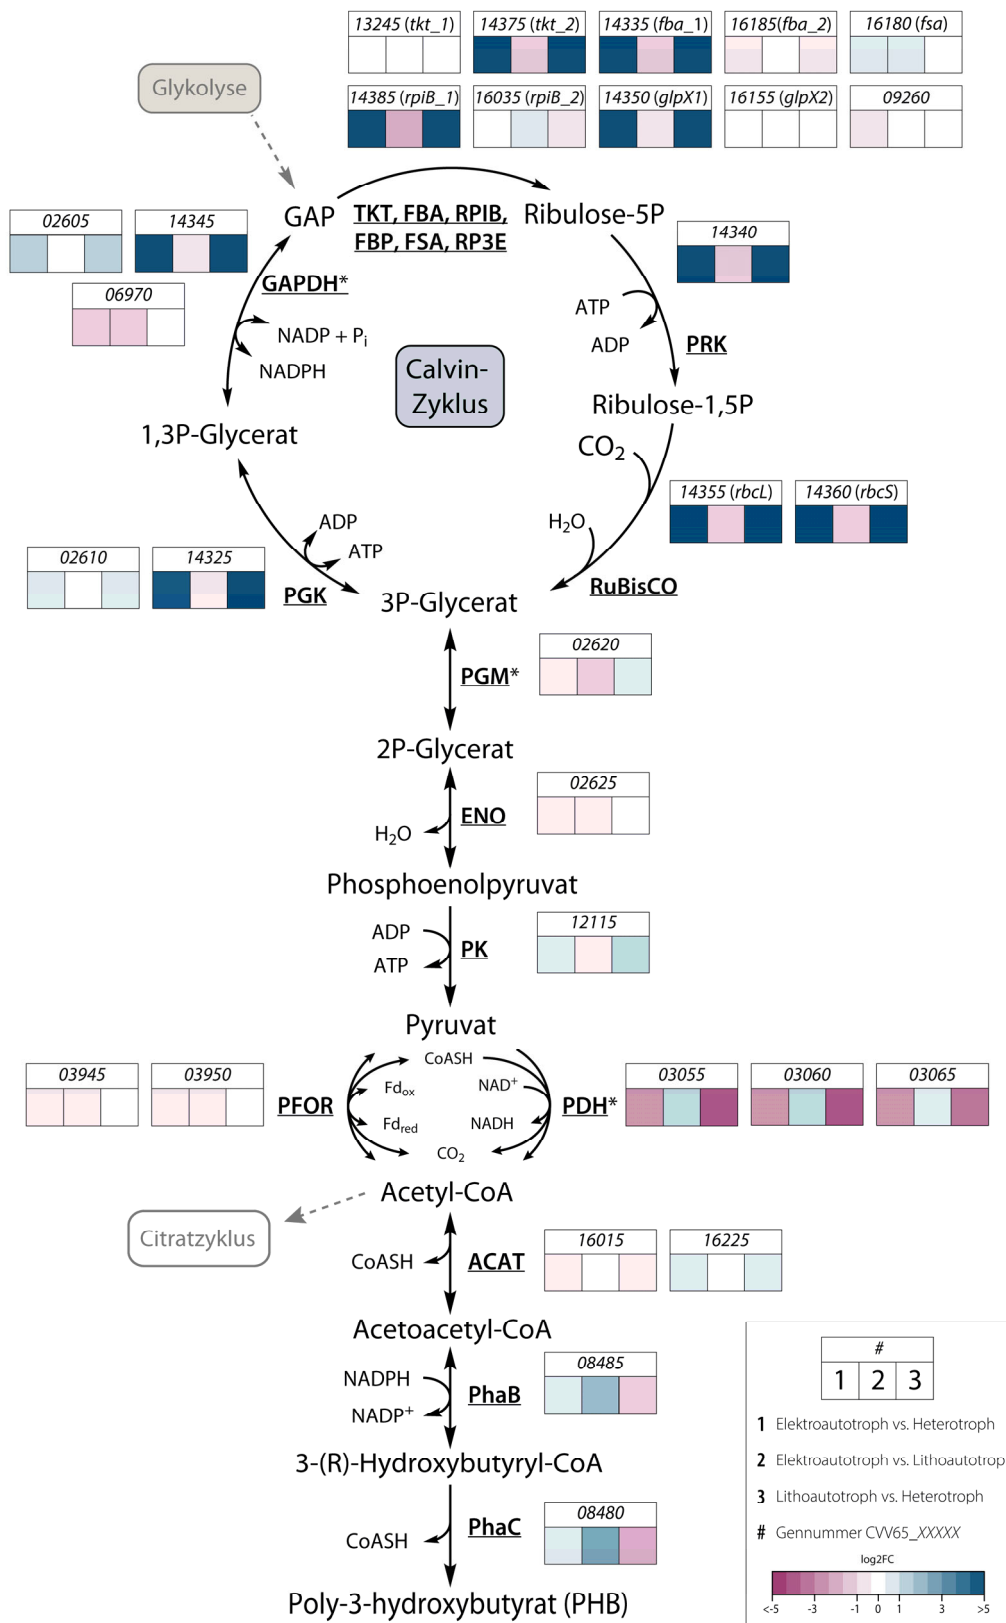 13245 (tkt_1) 14375 (tkt_2) 14335 (fba_1) 16185(fba_2) 16180 (fsa)
Glykolyse
14385 (rpiB_1) 16035 (rpiB_2) 14350 (glpX1) 16155 (glpX2) 09260
GAP TKT, FBA, RPIB, Ribulose-5P
FBP, FSA, RP3E
02605 14345
14340
GAPDH*
06970
ATP
NADP + Pi
ADP
PRK
NADPH
Calvin-
Zyklus
Ribulose-1,5P
1,3P-Glycerat
CO2
14355 (rbcL) 14360 (rbcS)
ADP
H2O
ATP
02610 14325
PGK
RuBisCO
3P-Glycerat
02620
PGM*
2P-Glycerat
02625
ENO
H2O
Phosphoenolpyruvat
12115
ADP
PK
ATP
Pyruvat
CoASH
03945 03950 03055 03060 03065
Fdox NAD+
PFOR PDH*
Fdred NADH
CO2
Acetyl-CoA
Citratzyklus
16015 16225
CoASH ACAT
Acetoacetyl-CoA
08485
NADPH
PhaB
NADP+
3-(R)-Hydroxybutyryl-CoA
08480
CoASH PhaC
Poly-3-hydroxybutyrat (PHB)
#
1 2 3
1 Elektroautotroph vs. Heterotroph
2 Elektroautotroph vs. Lithoautotrop
3 Lithoautotroph vs. Heterotroph
# Gennummer CVV65_XXXXX
log2FC
<-5 -3 -1 0 1 3 >5